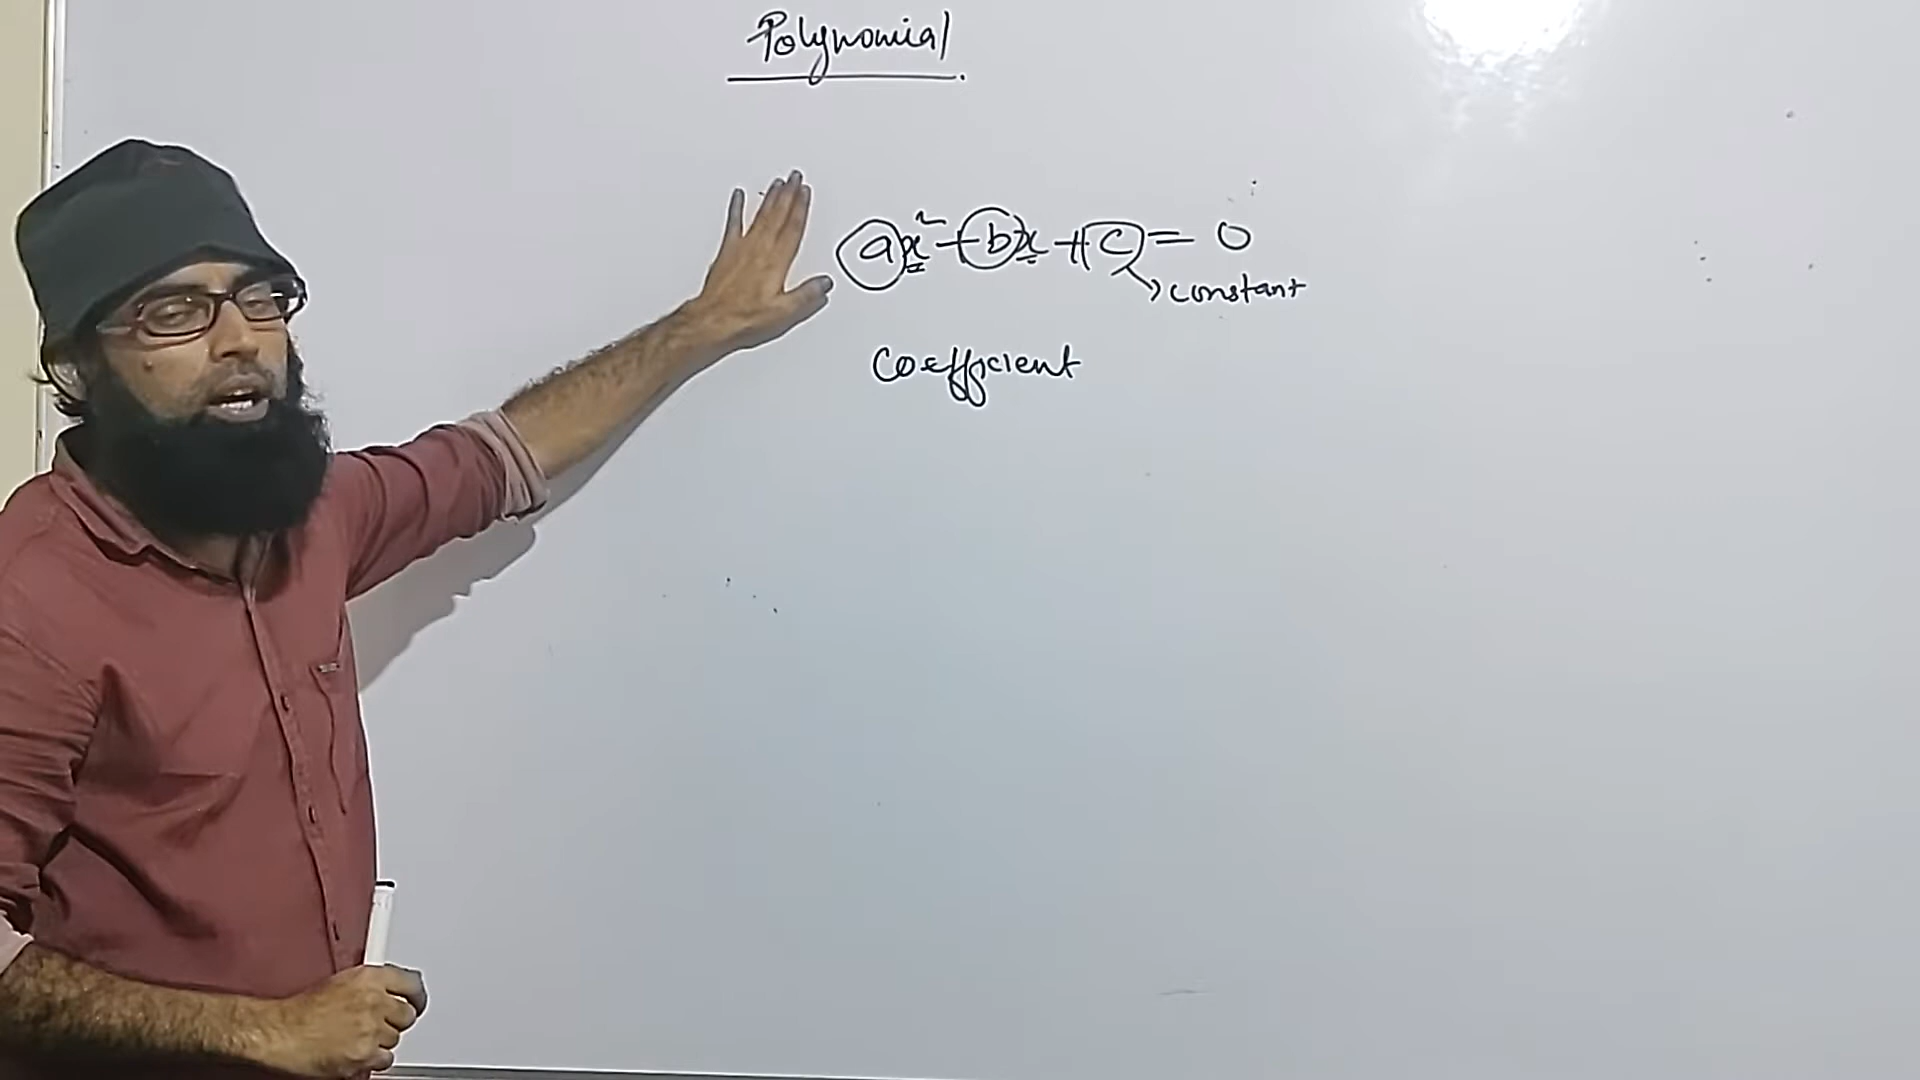 Polynomial
ax² + bx + c = 0
constant
Coefficient